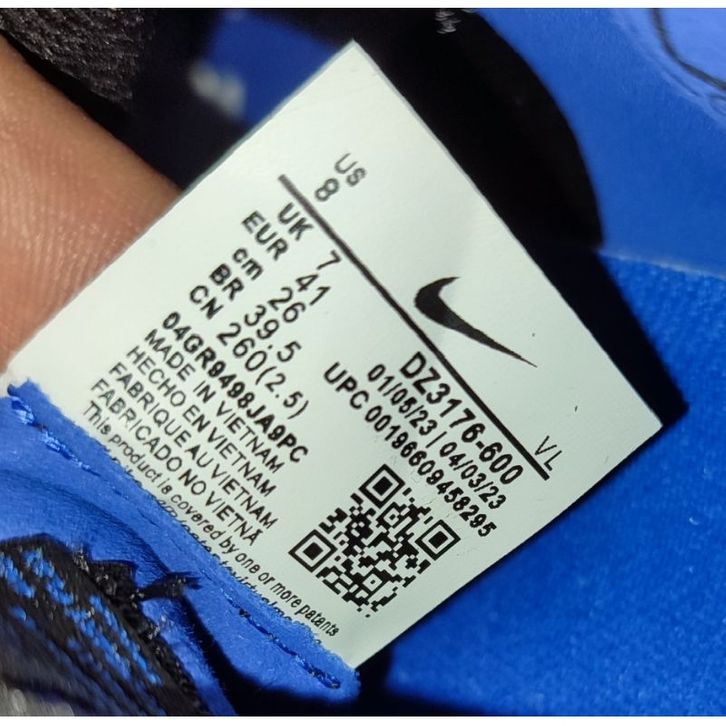 US
8
UK 7
EUR 41
cm 26
BR 39.5
CN 260(2.5)
04GR9498JA9PC
MADE IN VIETNAM
HECHO EN VIETNAM
FABRIQUE AU VIETNAM
FABRICADO NO VIETNÃ
This product is covered by one or more patents
DZ3176-600
01/05/23 | 04/03/23
UPC 00196609458295
VL